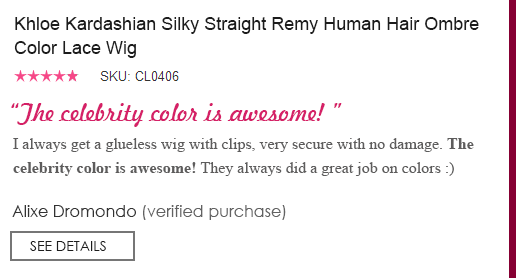 Khloe Kardashian Silky Straight Remy Human Hair Ombre
Color Lace Wig
★★★★★ SKU: CL0406
“The celebrity color is awesome! ”
I always get a glueless wig with clips, very secure with no damage. The
celebrity color is awesome! They always did a great job on colors :)
Alixe Dromondo (verified purchase)
SEE DETAILS